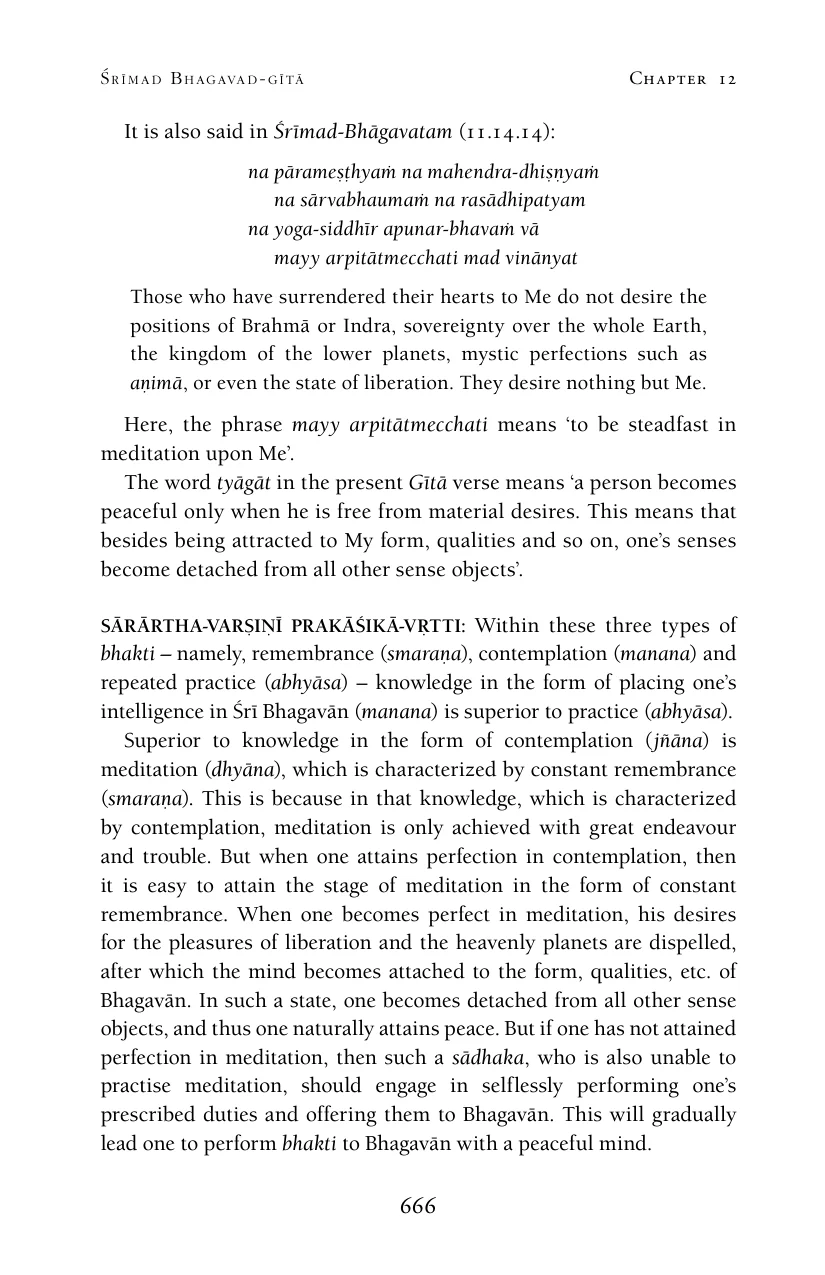 Śrīmad Bhagavad-gītā Chapter 12
It is also said in Śrīmad-Bhāgavatam (11.14.14):
na pārameṣṭhyaṁ na mahendra-dhiṣṇyaṁ
na sārvabhaumaṁ na rasādhipatyam
na yoga-siddhīr apunar-bhavaṁ vā
mayy arpitātmecchati mad vinānyat
Those who have surrendered their hearts to Me do not desire the
positions of Brahmā or Indra, sovereignty over the whole Earth,
the kingdom of the lower planets, mystic perfections such as
aṇimā, or even the state of liberation. They desire nothing but Me.
Here, the phrase mayy arpitātmecchati means ‘to be steadfast in
meditation upon Me’.
The word tyāgāt in the present Gītā verse means ‘a person becomes
peaceful only when he is free from material desires. This means that
besides being attracted to My form, qualities and so on, one’s senses
become detached from all other sense objects’.
SĀRĀRTHA-VARṢIṆĪ PRAKĀŚIKĀ-VṚTTI: Within these three types of
bhakti – namely, remembrance (smaraṇa), contemplation (manana) and
repeated practice (abhyāsa) – knowledge in the form of placing one’s
intelligence in Śrī Bhagavān (manana) is superior to practice (abhyāsa).
Superior to knowledge in the form of contemplation (jñāna) is
meditation (dhyāna), which is characterized by constant remembrance
(smaraṇa). This is because in that knowledge, which is characterized
by contemplation, meditation is only achieved with great endeavour
and trouble. But when one attains perfection in contemplation, then
it is easy to attain the stage of meditation in the form of constant
remembrance. When one becomes perfect in meditation, his desires
for the pleasures of liberation and the heavenly planets are dispelled,
after which the mind becomes attached to the form, qualities, etc. of
Bhagavān. In such a state, one becomes detached from all other sense
objects, and thus one naturally attains peace. But if one has not attained
perfection in meditation, then such a sādhaka, who is also unable to
practise meditation, should engage in selflessly performing one’s
prescribed duties and offering them to Bhagavān. This will gradually
lead one to perform bhakti to Bhagavān with a peaceful mind.
666